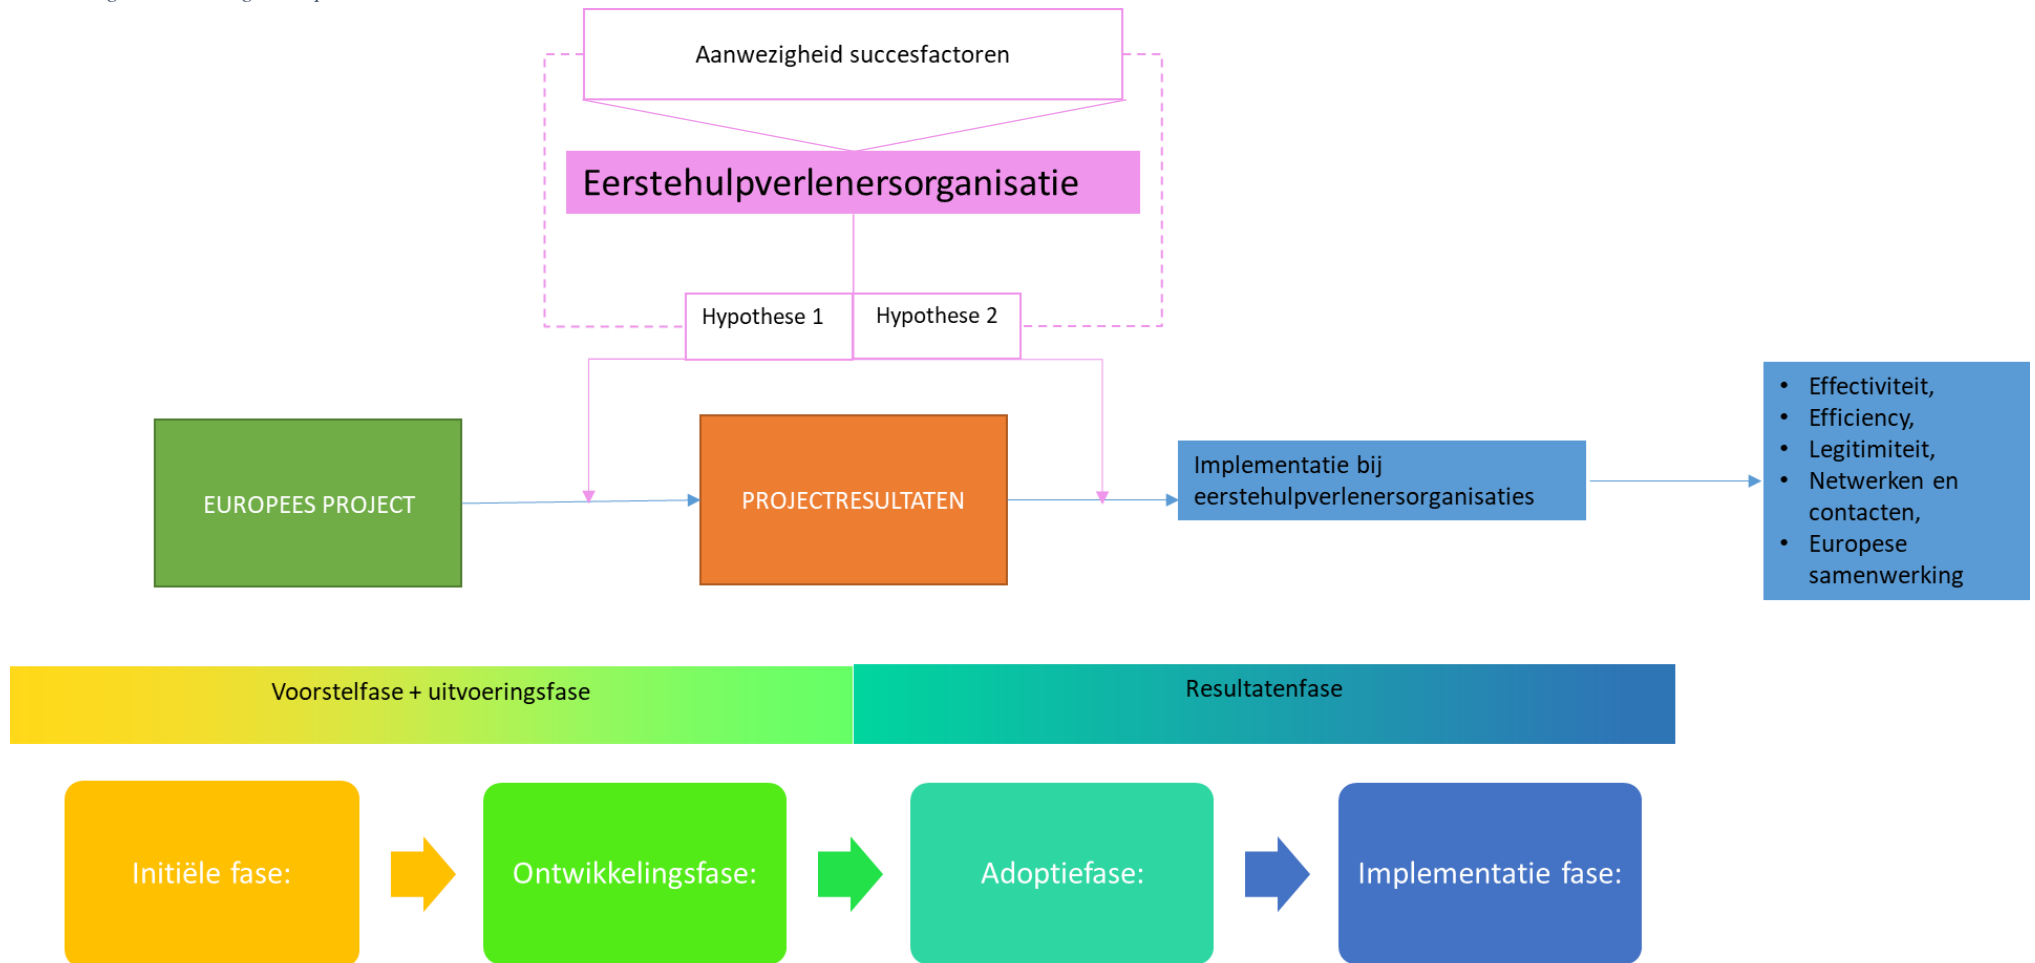 Aanwezigheid succesfactoren
Eerstehulpverlenersorganisatie
Hypothese 1
Hypothese 2
EUROPEES PROJECT
PROJECTRESULTATEN
Implementatie bij
eerstehulpverlenersorganisaties
• Effectiviteit,
• Efficiency,
• Legitimiteit,
• Netwerken en
contacten,
• Europese
samenwerking
Voorstelfase + uitvoeringsfase
Resultatenfase
Initiële fase:
Ontwikkelingsfase:
Adoptiefase:
Implementatie fase: